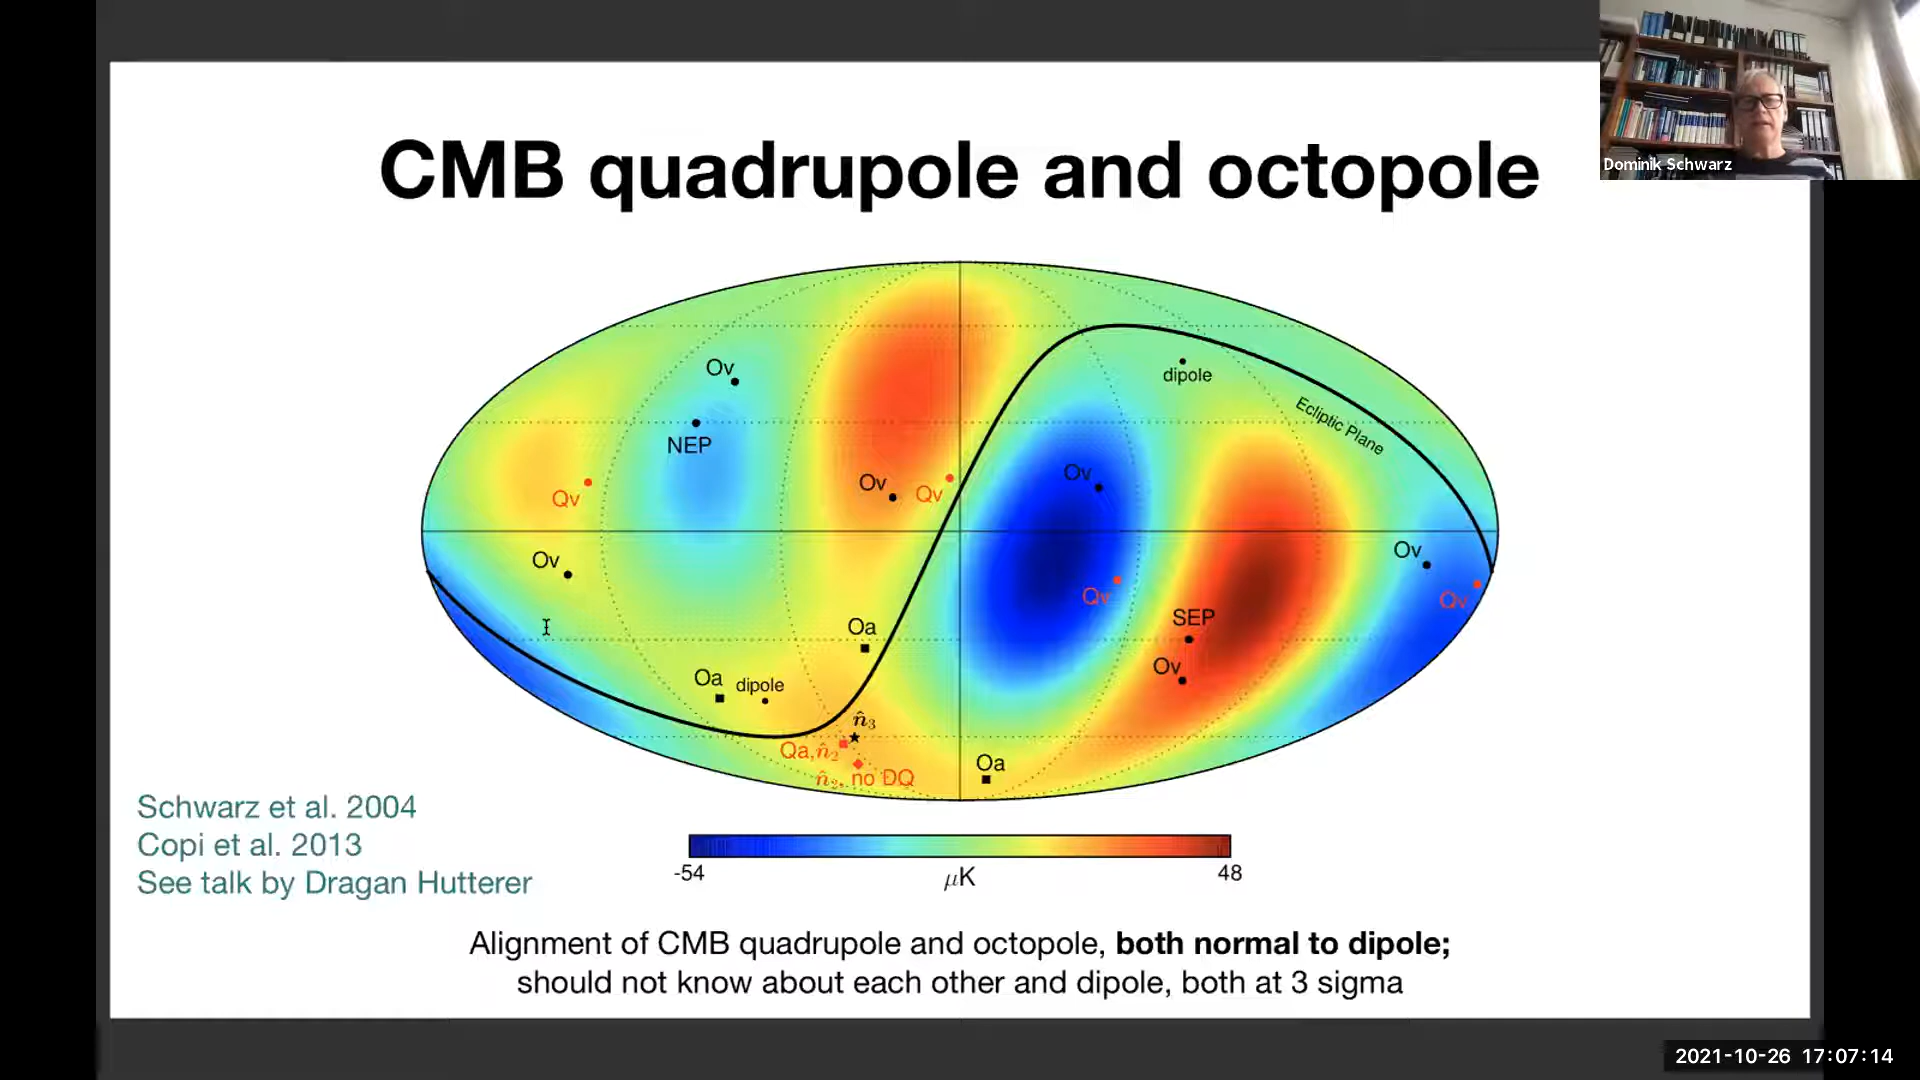 Dominik Schwarz
CMB quadrupole and octopole
Ov
dipole
NEP
Ecliptic Plane
Ov
Qv
Ov
Qv
Ov
Ov
Qv
Qv
SEP
Oa
Ov
Oa
dipole
n̂₃
Qa, n̂₂
Oa
n̂₂, no DQ
Schwarz et al. 2004
Copi et al. 2013
See talk by Dragan Hutterer
-54
μK
48
Alignment of CMB quadrupole and octopole, both normal to dipole;
should not know about each other and dipole, both at 3 sigma
2021-10-26 17:07:14